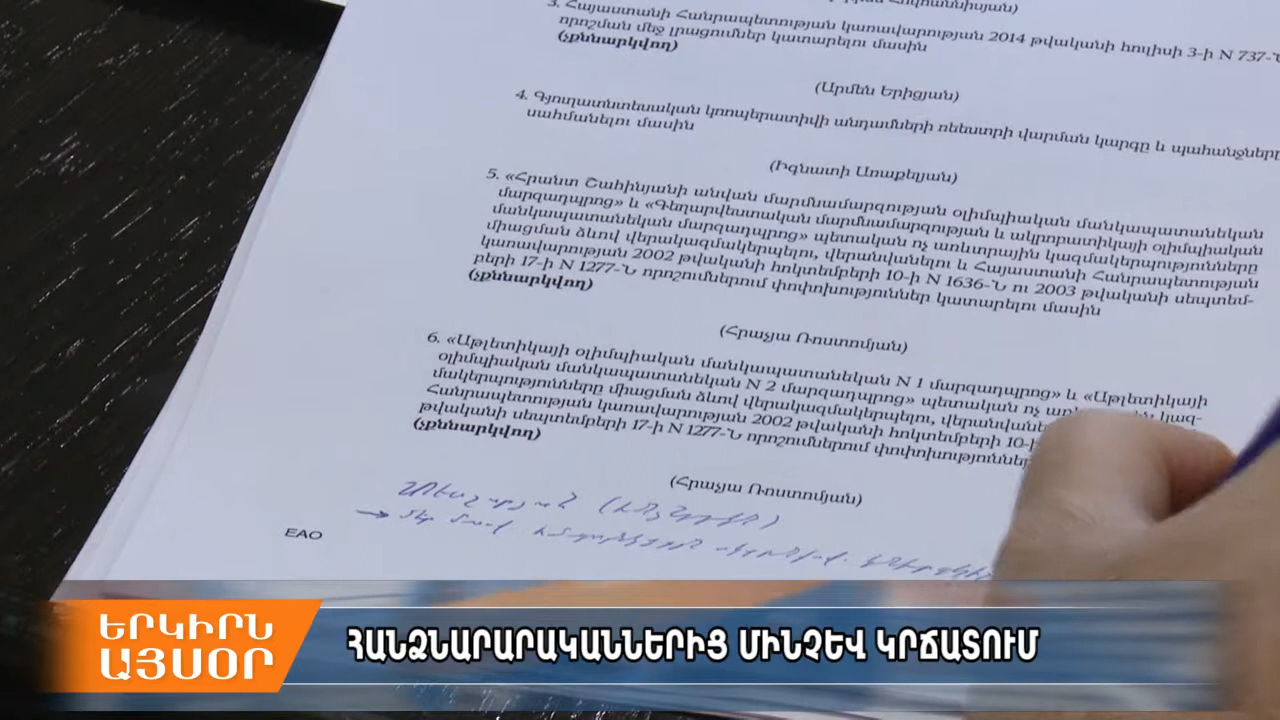 3. Հայաստանի Հանրապետության կառավարության 2014 թվականի հուլիսի 3-ի N 737-Ն
որոշման մեջ լրացումներ կատարելու մասին
(չքննարկվող)
(Արմեն Երիցյան)
4. Գյուղատնտեսական կոոպերատիվի անդամների ռեեստրի վարման կարգը և պահանջները
սահմանելու մասին
(Իգնատի Առաքելյան)
5. «Հրանտ Շահինյանի անվան մարմնամարզության օլիմպիական մանկապատանեկան
մարզադպրոց» և «Գեղարվեստական մարմնամարզության և ակրոբատիկայի օլիմպիական
մանկապատանեկան մարզադպրոց» պետական ոչ առևտրային կազմակերպությունները
միացման ձևով վերակազմակերպելու, վերանվանելու և Հայաստանի Հանրապետության
կառավարության 2002 թվականի հոկտեմբերի 10-ի N 1636-Ն ու 2003 թվականի սեպտեմ-
բերի 17-ի N 1277-Ն որոշումներում փոփոխություններ կատարելու մասին
(չքննարկվող)
(Հրաչյա Ռոստոմյան)
6. «Աթլետիկայի օլիմպիական մանկապատանեկան N 1 մարզադպրոց» և «Աթլետիկայի
օլիմպիական մանկապատանեկան N 2 մարզադպրոց» պետական ոչ կազ-
մակերպությունները միացման ձևով վերակազմակերպելու,
Հանրապետության կառավարության 2002 թվականի հոկտեմբերի 10-ի
թվականի սեպտեմբերի 17-ի N 1277-Ն որոշումներում
(չքննարկվող)
(Հրաչյա Ռոստոմյան)
EAO
ԵՐԿԻՐՆ
ԱՅՍՕՐ
ՀԱՆՁՆԱՐԱՐԱԿԱՆՆԵՐԻՑ ՄԻՆՉԵՎ ԿՐՃԱՏՈՒՄ